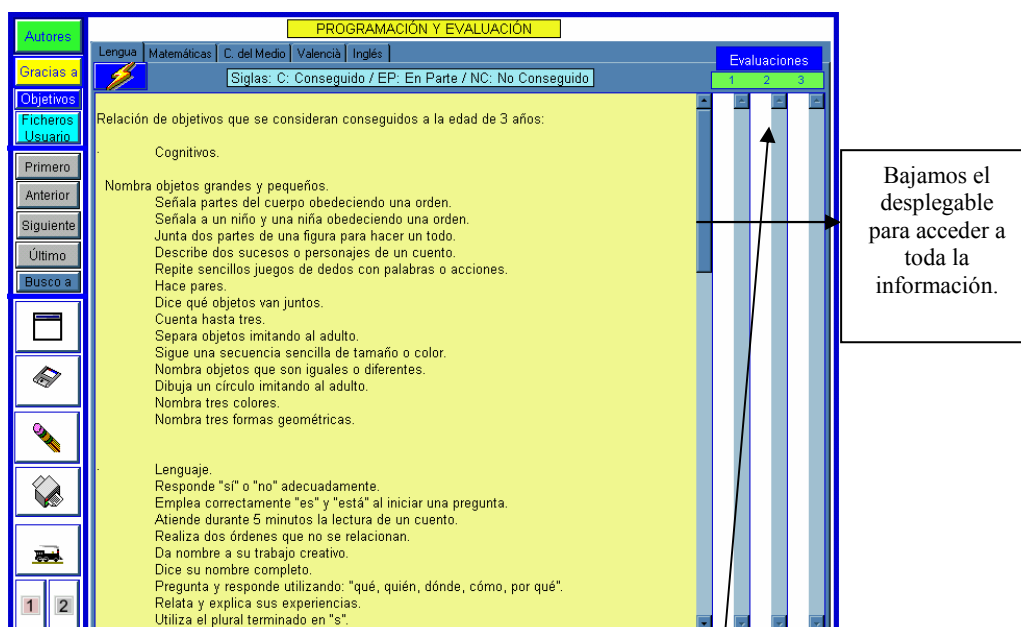 PROGRAMACIÓN Y EVALUACIÓN
Autores
Gracias a
Objetivos
Ficheros
Usuario
Primero
Anterior
Siguiente
Último
Busco a
1 2
Lengua Matemáticas C. del Medio Valencià Inglés
Siglas: C: Conseguido / EP: En Parte / NC: No Conseguido
Evaluaciones
1 2 3
Relación de objetivos que se consideran conseguidos a la edad de 3 años:
· Cognitivos.
Nombra objetos grandes y pequeños.
Señala partes del cuerpo obedeciendo una orden.
Señala a un niño y una niña obedeciendo una orden.
Junta dos partes de una figura para hacer un todo.
Describe dos sucesos o personajes de un cuento.
Repite sencillos juegos de dedos con palabras o acciones.
Hace pares.
Dice qué objetos van juntos.
Cuenta hasta tres.
Separa objetos imitando al adulto.
Sigue una secuencia sencilla de tamaño o color.
Nombra objetos que son iguales o diferentes.
Dibuja un círculo imitando al adulto.
Nombra tres colores.
Nombra tres formas geométricas.
· Lenguaje.
Responde "sí" o "no" adecuadamente.
Emplea correctamente "es" y "está" al iniciar una pregunta.
Atiende durante 5 minutos la lectura de un cuento.
Realiza dos órdenes que no se relacionan.
Da nombre a su trabajo creativo.
Dice su nombre completo.
Pregunta y responde utilizando: "qué, quién, dónde, cómo, por qué".
Relata y explica sus experiencias.
Utiliza el plural terminado en "s".
Bajamos el
desplegable
para acceder a
toda la
información.